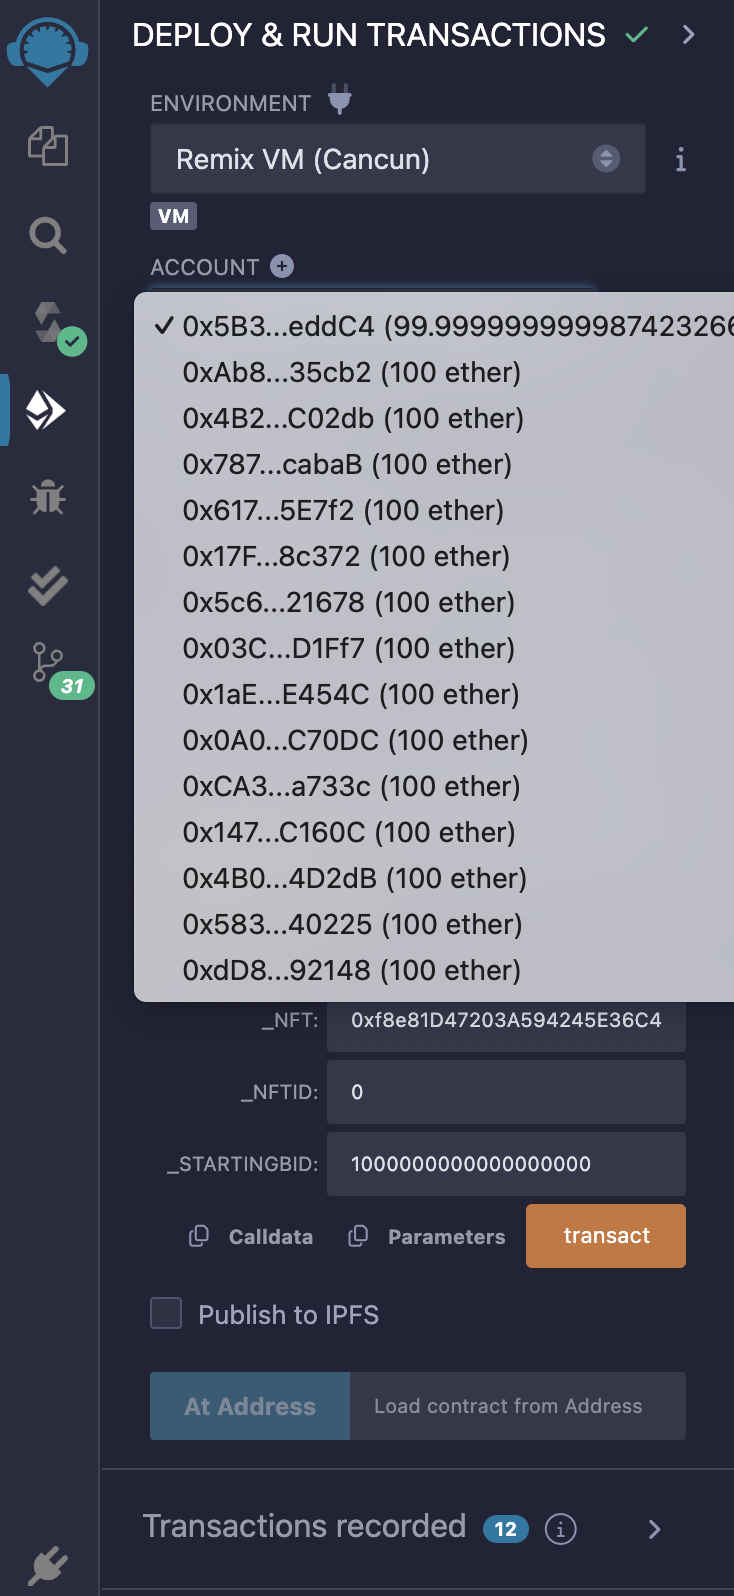 DEPLOY & RUN TRANSACTIONS
ENVIRONMENT
Remix VM (Cancun)
VM
ACCOUNT
0x5B3...eddC4 (99.999999999987423266
0xAb8...35cb2 (100 ether)
0x4B2...C02db (100 ether)
0x787...cabaB (100 ether)
0x617...5E7f2 (100 ether)
0x17F...8c372 (100 ether)
0x5c6...21678 (100 ether)
0x03C...D1Ff7 (100 ether)
0x1aE...E454C (100 ether)
0x0A0...C70DC (100 ether)
0xCA3...a733c (100 ether)
0x147...C160C (100 ether)
0x4B0...4D2dB (100 ether)
0x583...40225 (100 ether)
0xdD8...92148 (100 ether)
31
_NFT: 0xf8e81D47203A594245E36C4
_NFTID: 0
_STARTINGBID: 1000000000000000000
Calldata Parameters transact
Publish to IPFS
At Address Load contract from Address
Transactions recorded 12 i